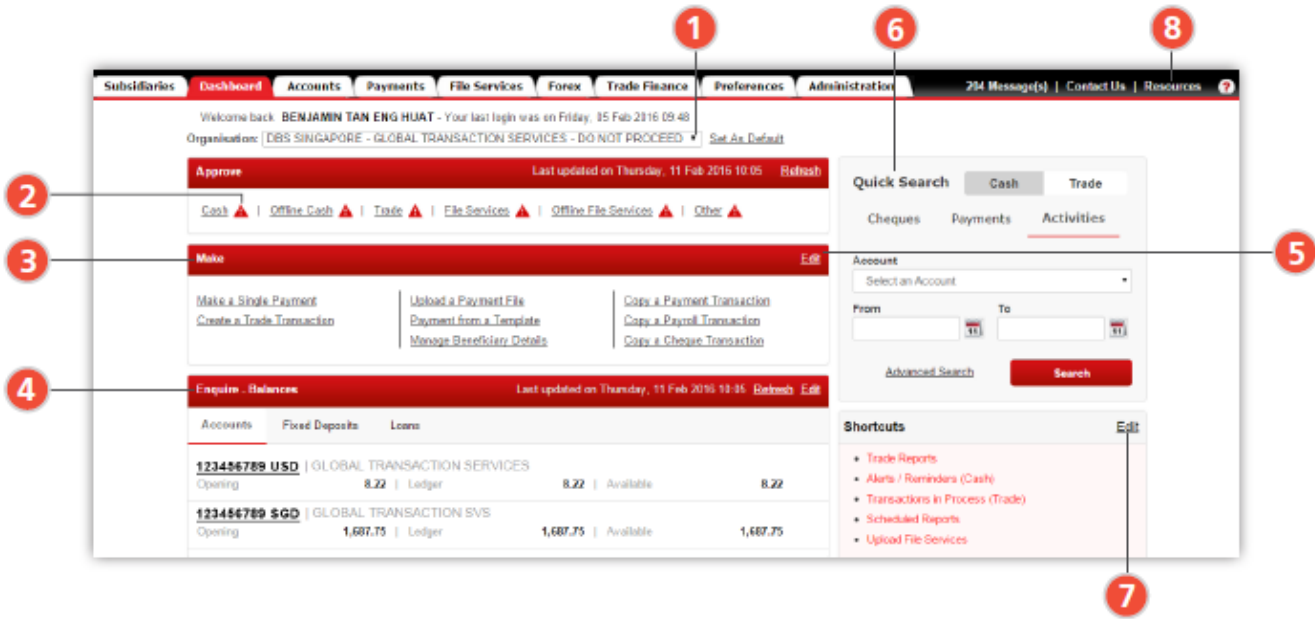 1 6 8
Subsidiaries Dashboard Accounts Payments File Services Forex Trade Finance Preferences Administration 204 Message(s) | Contact Us | Resources ?
Welcome back BENJAMIN TAN ENG HUAT - Your last login was on Friday, 05 Feb 2016 09:48
Organisation: DBS SINGAPORE - GLOBAL TRANSACTION SERVICES - DO NOT PROCEED Set As Default
Approve Last updated on Thursday, 11 Feb 2016 10:05 Refresh
2
Cash | Offline Cash | Trade | File Services | Offline File Services | Other
3
Make Edit
5
Make a Single Payment Upload a Payment File Copy a Payment Transaction
Create a Trade Transaction Payment from a Template Copy a Payroll Transaction
Manage Beneficiary Details Copy a Cheque Transaction
4
Enquire - Balances Last updated on Thursday, 11 Feb 2016 10:05 Refresh Edit
Accounts Fixed Deposits Loans
123456789 USD | GLOBAL TRANSACTION SERVICES
Opening 8.22 | Ledger 8.22 | Available 8.22
123456789 SGD | GLOBAL TRANSACTION SVS
Opening 1,687.75 | Ledger 1,687.75 | Available 1,687.75
Quick Search Cash Trade
Cheques Payments Activities
Account
Select an Account
From To
11 11
Advanced Search Search
Shortcuts Edit
Trade Reports
Alerts / Reminders (Cash)
Transactions in Process (Trade)
Scheduled Reports
Upload File Services
7